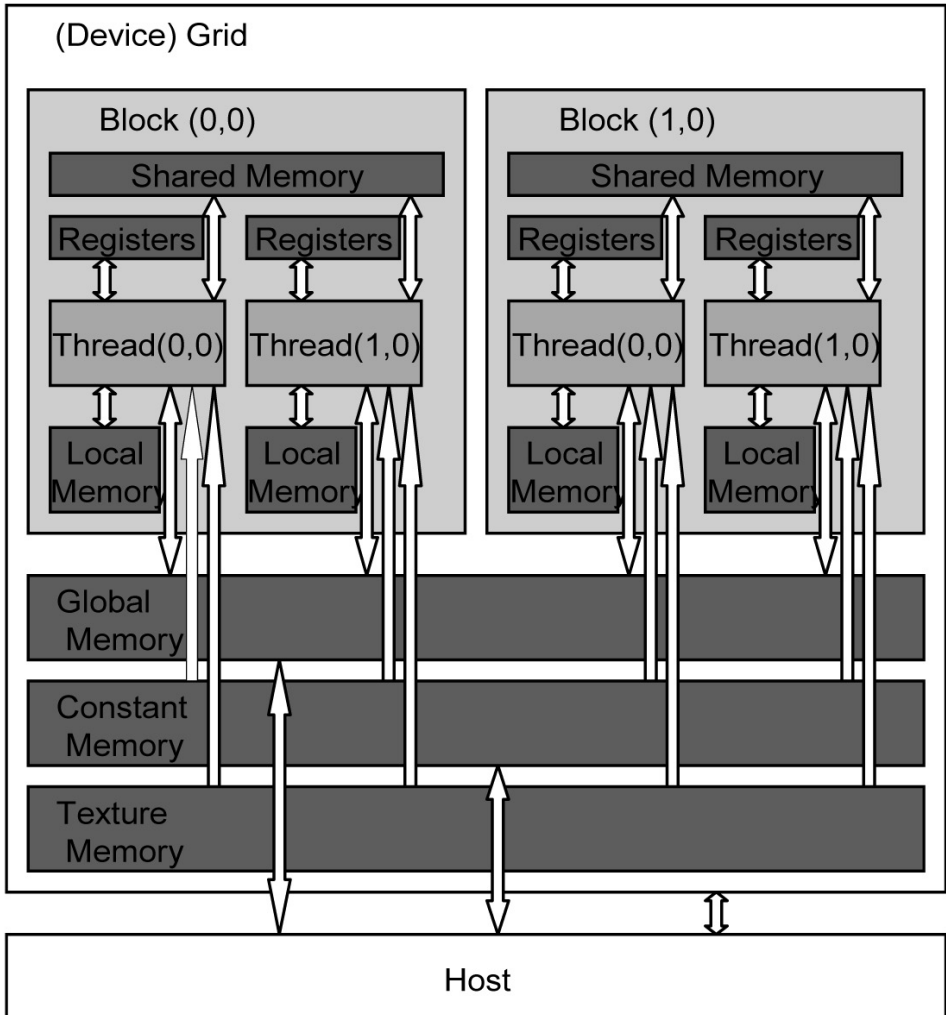 (Device) Grid
Block (0,0)
Shared Memory
Registers
Registers
Thread(0,0)
Thread(1,0)
Local
Memory
Local
Memory
Block (1,0)
Shared Memory
Registers
Registers
Thread(0,0)
Thread(1,0)
Local
Memory
Local
Memory
Global
Memory
Constant
Memory
Texture
Memory
Host